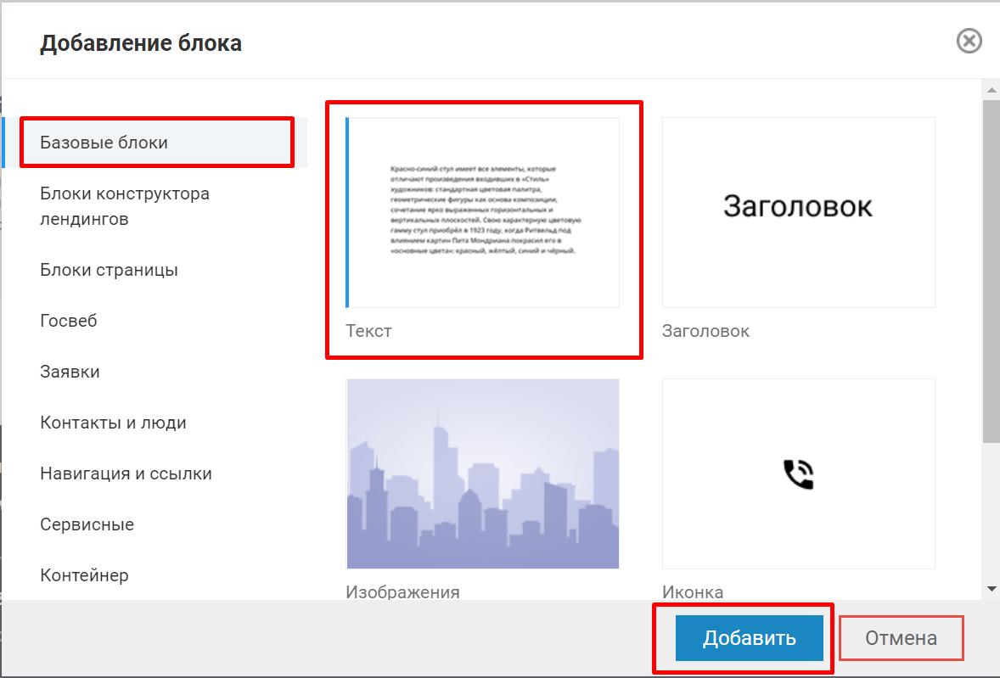 Добавление блока
Базовые блоки
Блоки конструктора
лендингов
Блоки страницы
Госвеб
Заявки
Контакты и люди
Навигация и ссылки
Сервисные
Контейнер
Красно-синий стул имеет все элементы, которые
отличают произведения входивших в «Стиль»
художников: стандартная цветовая палитра,
геометрические фигуры как основа композиции,
сочетание ярко выраженных горизонтальных и
вертикальных плоскостей. Свою характерную цветовую
гамму стул приобрёл в 1923 году, когда Ритвельд под
влиянием картин Пита Мондриана покрасил его в
«основные цвета»: красный, жёлтый, синий и чёрный.
Текст
Заголовок
Заголовок
Изображения
Иконка
Добавить
Отмена